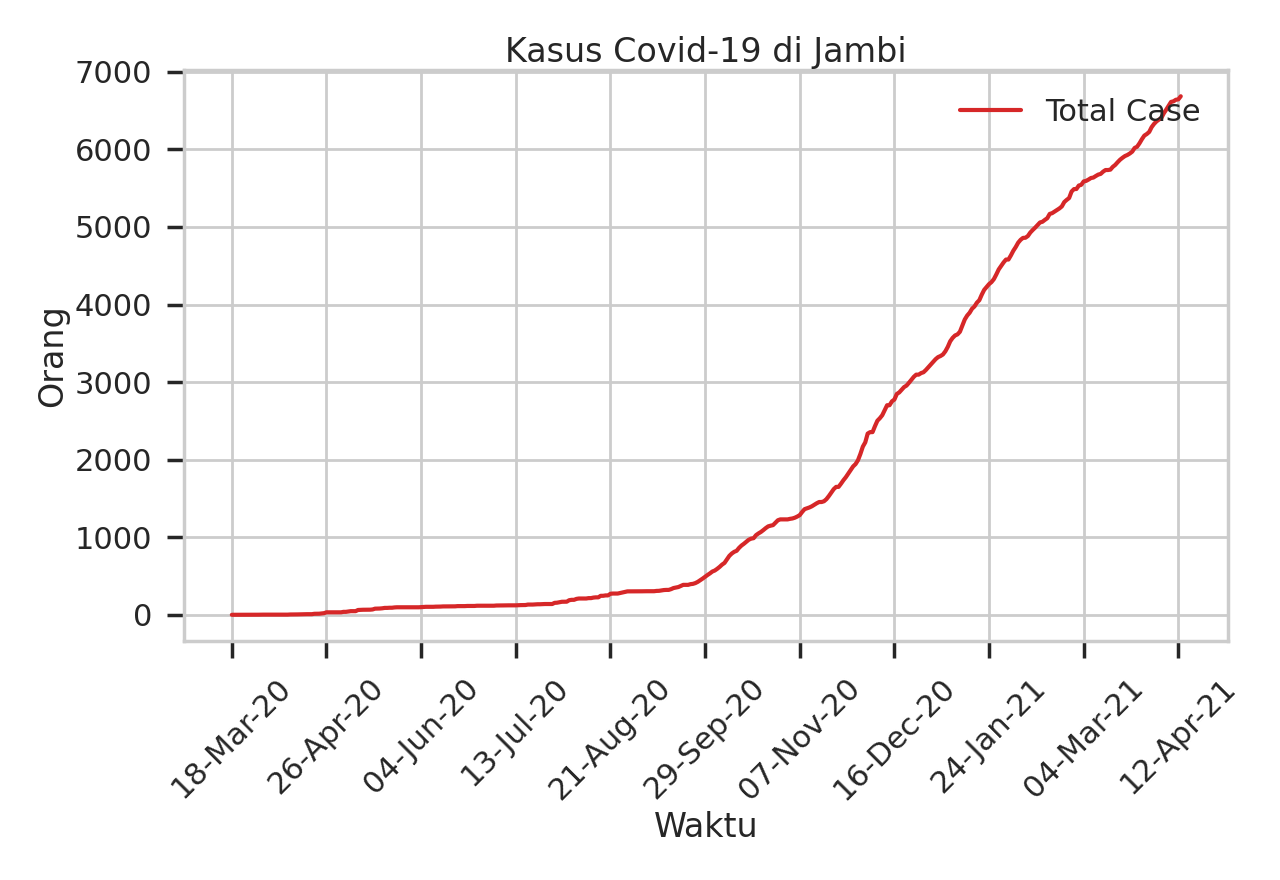 Kasus Covid-19 di Jambi
Total Case
7000
6000
5000
4000
3000
2000
1000
0
Orang
18-Mar-20
26-Apr-20
04-Jun-20
13-Jul-20
21-Aug-20
29-Sep-20
07-Nov-20
16-Dec-20
24-Jan-21
04-Mar-21
12-Apr-21
Waktu